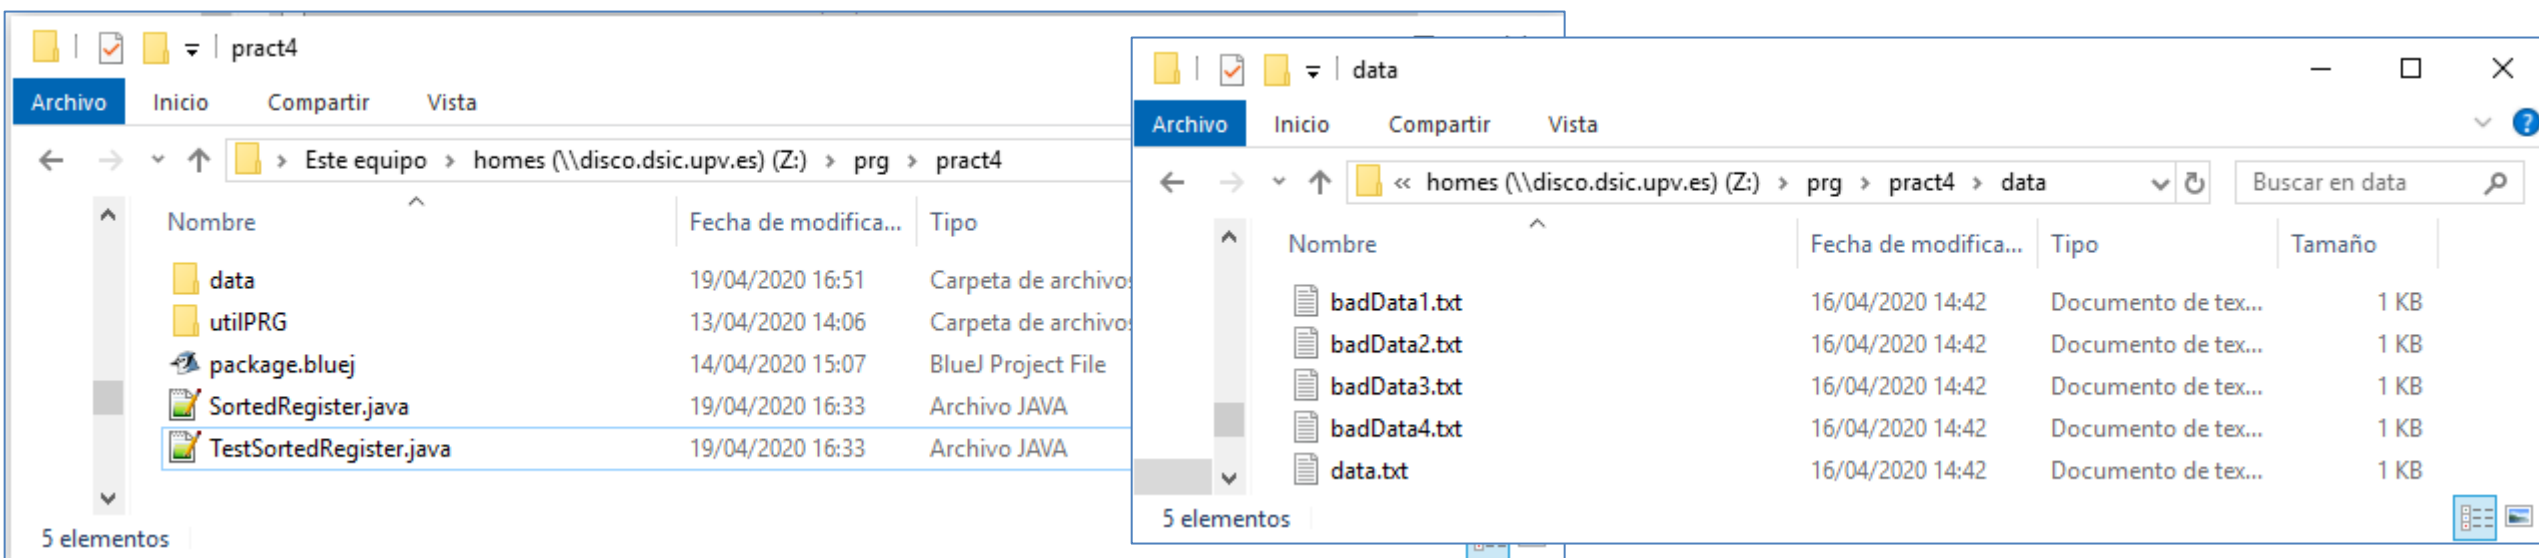 pract4
Archivo Inicio Compartir Vista
Este equipo > homes (\\disco.dsic.upv.es) (Z:) > prg > pract4
Nombre Fecha de modifica... Tipo
data 19/04/2020 16:51 Carpeta de archivos
utilPRG 13/04/2020 14:06 Carpeta de archivos
package.bluej 14/04/2020 15:07 BlueJ Project File
SortedRegister.java 19/04/2020 16:33 Archivo JAVA
TestSortedRegister.java 19/04/2020 16:33 Archivo JAVA
5 elementos
data
Archivo Inicio Compartir Vista
« homes (\\disco.dsic.upv.es) (Z:) > prg > pract4 > data Buscar en data
Nombre Fecha de modifica... Tipo Tamaño
badData1.txt 16/04/2020 14:42 Documento de tex... 1 KB
badData2.txt 16/04/2020 14:42 Documento de tex... 1 KB
badData3.txt 16/04/2020 14:42 Documento de tex... 1 KB
badData4.txt 16/04/2020 14:42 Documento de tex... 1 KB
data.txt 16/04/2020 14:42 Documento de tex... 1 KB
5 elementos